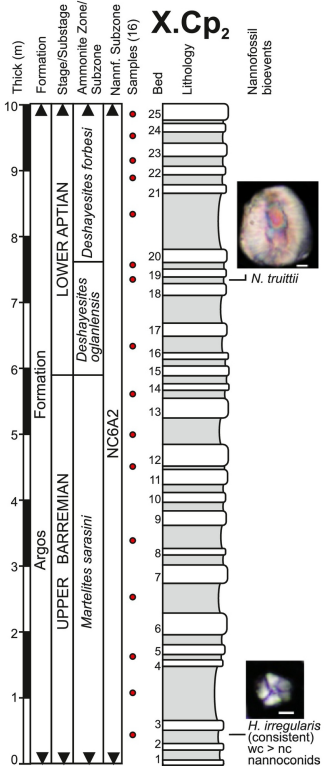 X.Cp2
Thick (m)
Formation
Stage/Substage
Ammonite Zone/
Subzone
Nannf. Subzone
Samples (16)
Bed
Lithology
Nannofossil
bioevents
10
9
8
7
6
5
4
3
2
1
0
Argos Formation
LOWER APTIAN
UPPER BARREMIAN
Deshayesites forbesi
Deshayesites
oglanlensis
Martelites sarasini
NC6A2
25
24
23
22
21
20
19
18
17
16
15
14
13
12
11
10
9
8
7
6
5
4
3
2
1
N. truittii
H. irregularis
(consistent)
wc > nc
nannoconids